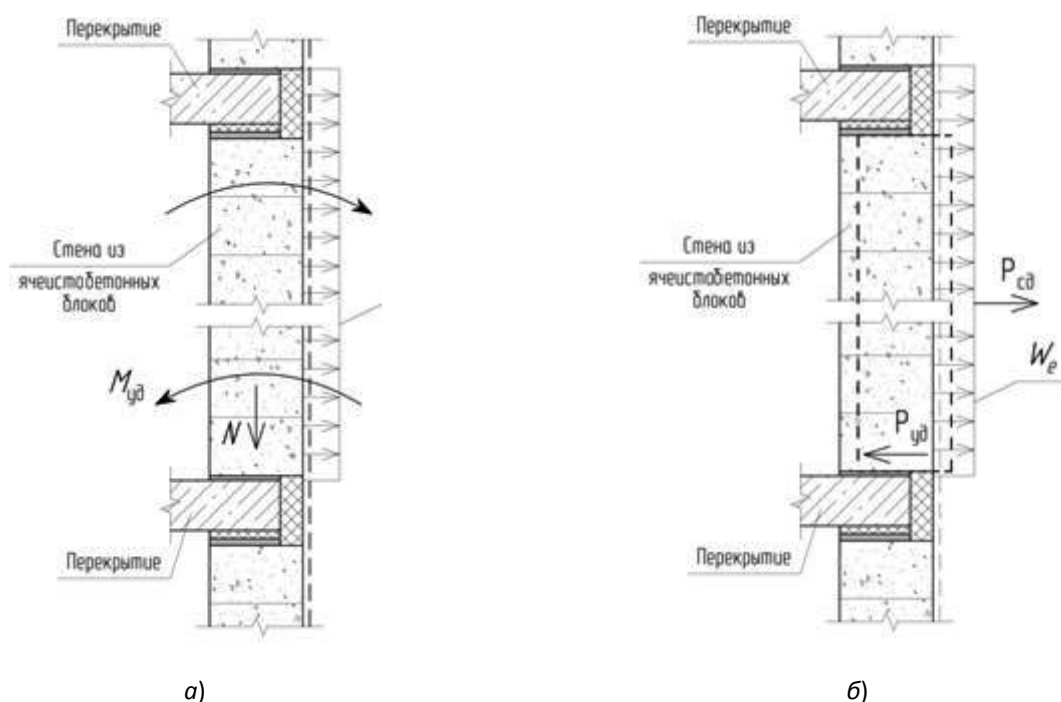 Перекрытие
Стена из
ячеистобетонных
блоков
Mуд
N
Перекрытие
а)
Перекрытие
Стена из
ячеистобетонных
блоков
Pсд
We
Pуд
Перекрытие
б)